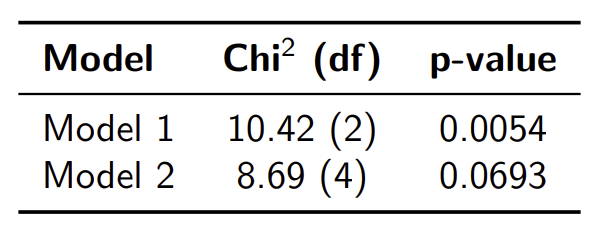 Model Chi² (df) p-value
Model 1 10.42 (2) 0.0054
Model 2 8.69 (4) 0.0693